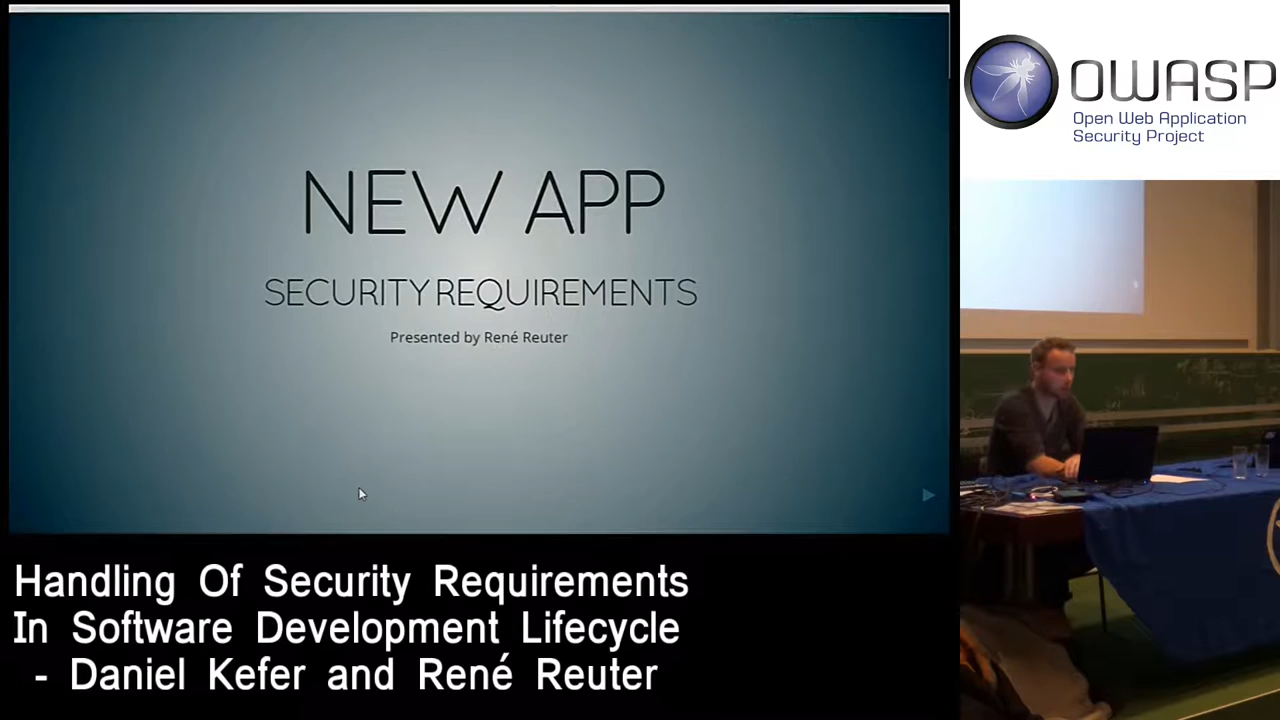 NEW APP
SECURITY REQUIREMENTS
Presented by René Reuter
OWASP
Open Web Application
Security Project
Handling Of Security Requirements
In Software Development Lifecycle
- Daniel Kefer and René Reuter